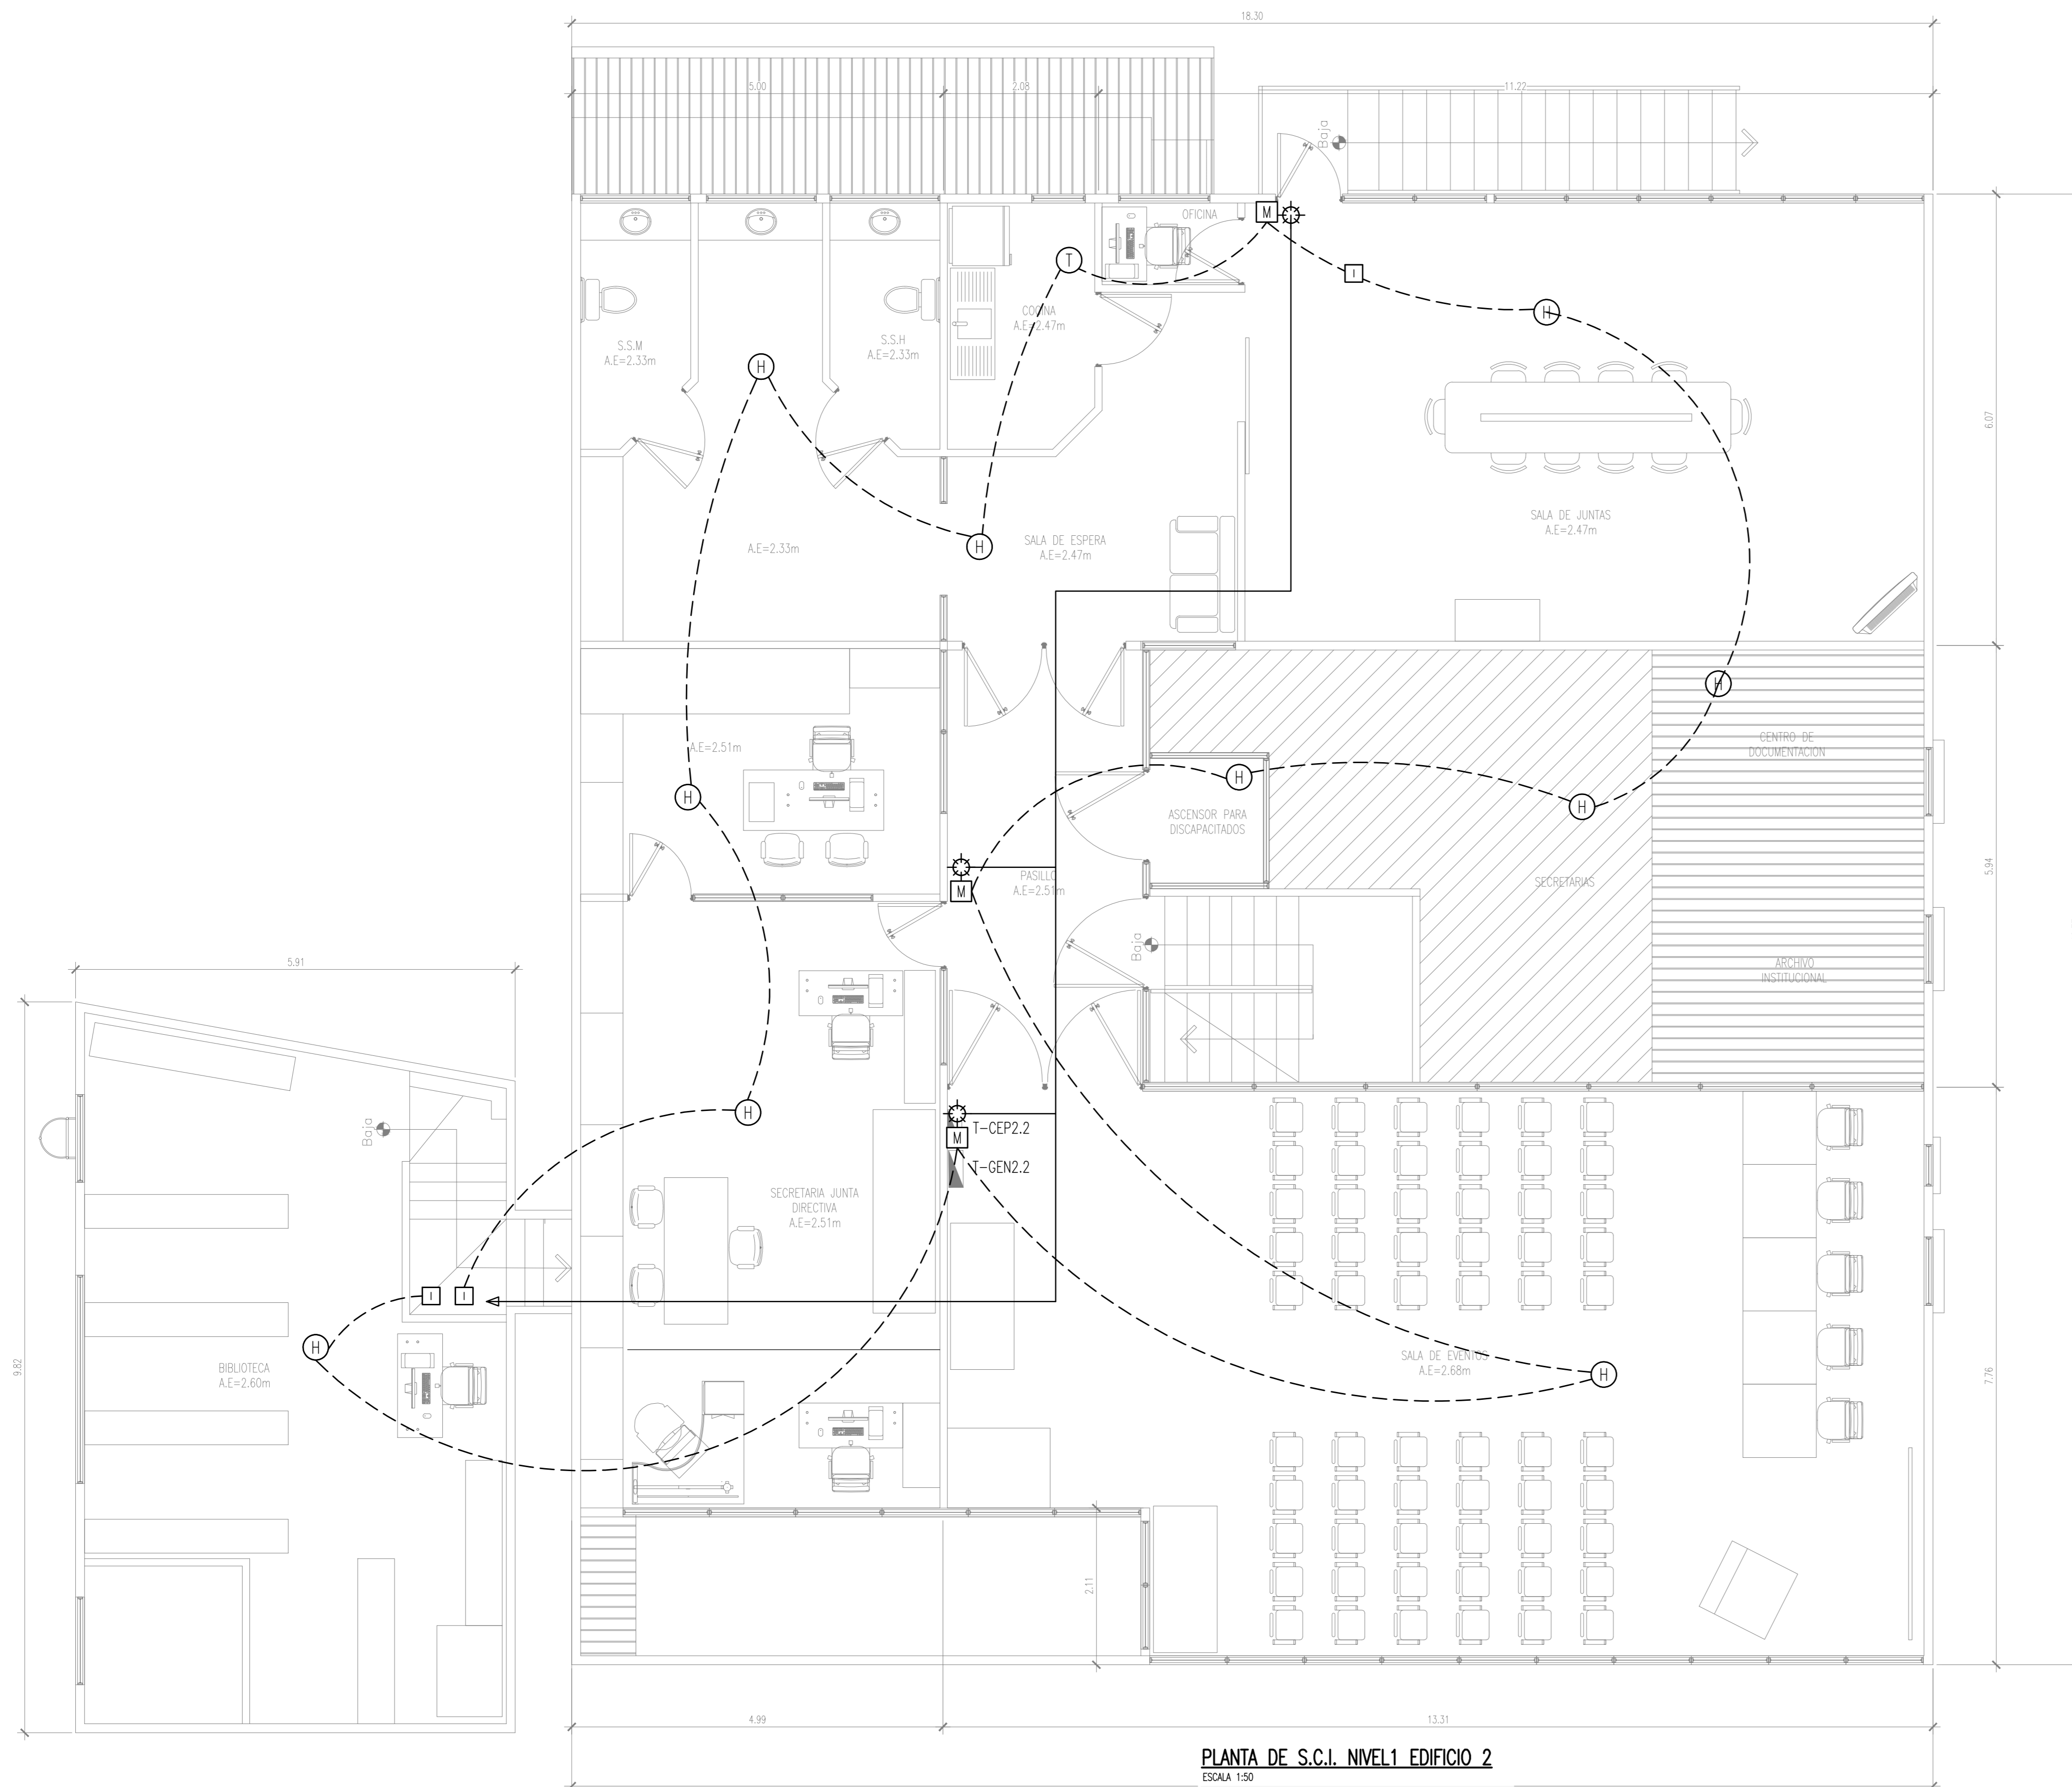 18.30
5.00
2.08
11.22
Baja
OFICINA
M
T
I
H
COCINA
A.E=2.47m
S.S.M
A.E=2.33m
S.S.H
A.E=2.33m
H
6.07
SALA DE JUNTAS
A.E=2.47m
A.E=2.33m
H
SALA DE ESPERA
A.E=2.47m
H
CENTRO DE
DOCUMENTACION
A.E=2.51m
H
H
H
ASCENSOR PARA
DISCAPACITADOS
5.94
M
PASILLO
A.E=2.51m
SECRETARIAS
Baja
ARCHIVO
INSTITUCIONAL
5.91
Baja
H
T-CEP2.2
M
T-GEN2.2
SECRETARIA JUNTA
DIRECTIVA
A.E=2.51m
I
I
H
BIBLIOTECA
A.E=2.60m
9.82
SALA DE EVENTOS
A.E=2.68m
H
7.76
2.11
4.99
13.31
PLANTA DE S.C.I. NIVEL1 EDIFICIO 2
ESCALA 1:50